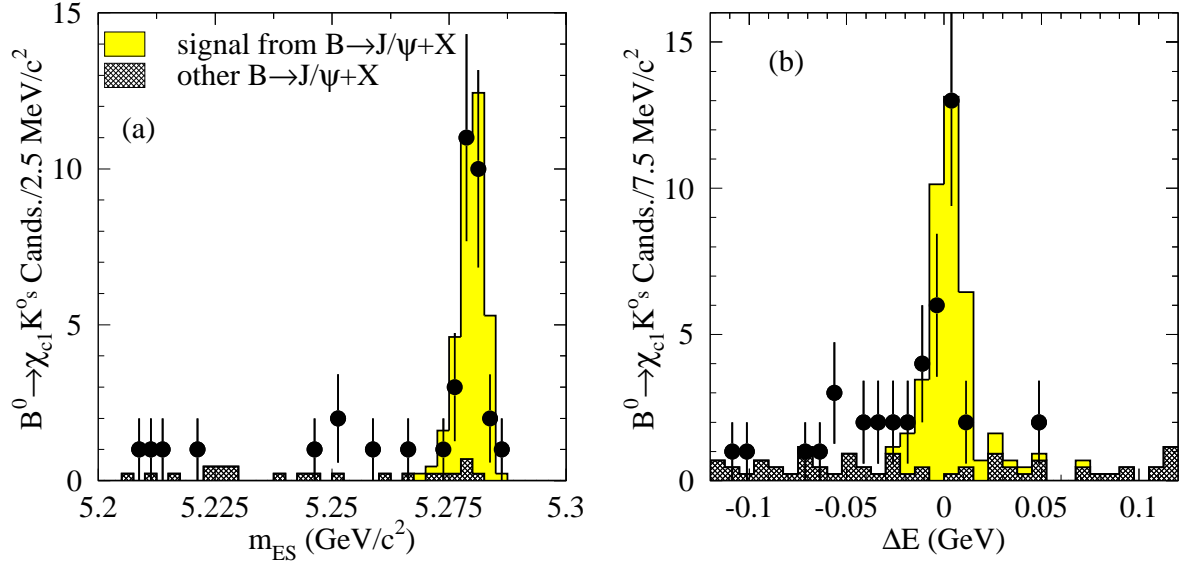 signal from B→J/ψ+X
other B→J/ψ+X
(a)
B⁰→χc1K⁰s Cands./2.5 MeV/c²
15
10
5
0
5.2
5.225
5.25
5.275
5.3
mES (GeV/c²)
(b)
B⁰→χc1K⁰s Cands./7.5 MeV/c²
15
10
5
0
-0.1
-0.05
0
0.05
0.1
ΔE (GeV)